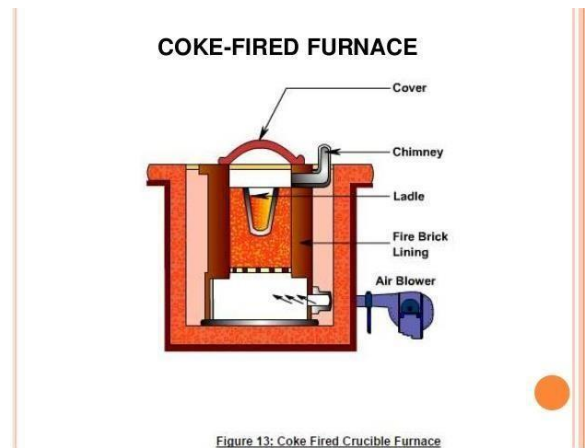 COKE-FIRED FURNACE
Cover
Chimney
Ladle
Fire Brick
Lining
Air Blower
Figure 13: Coke Fired Crucible Furnace